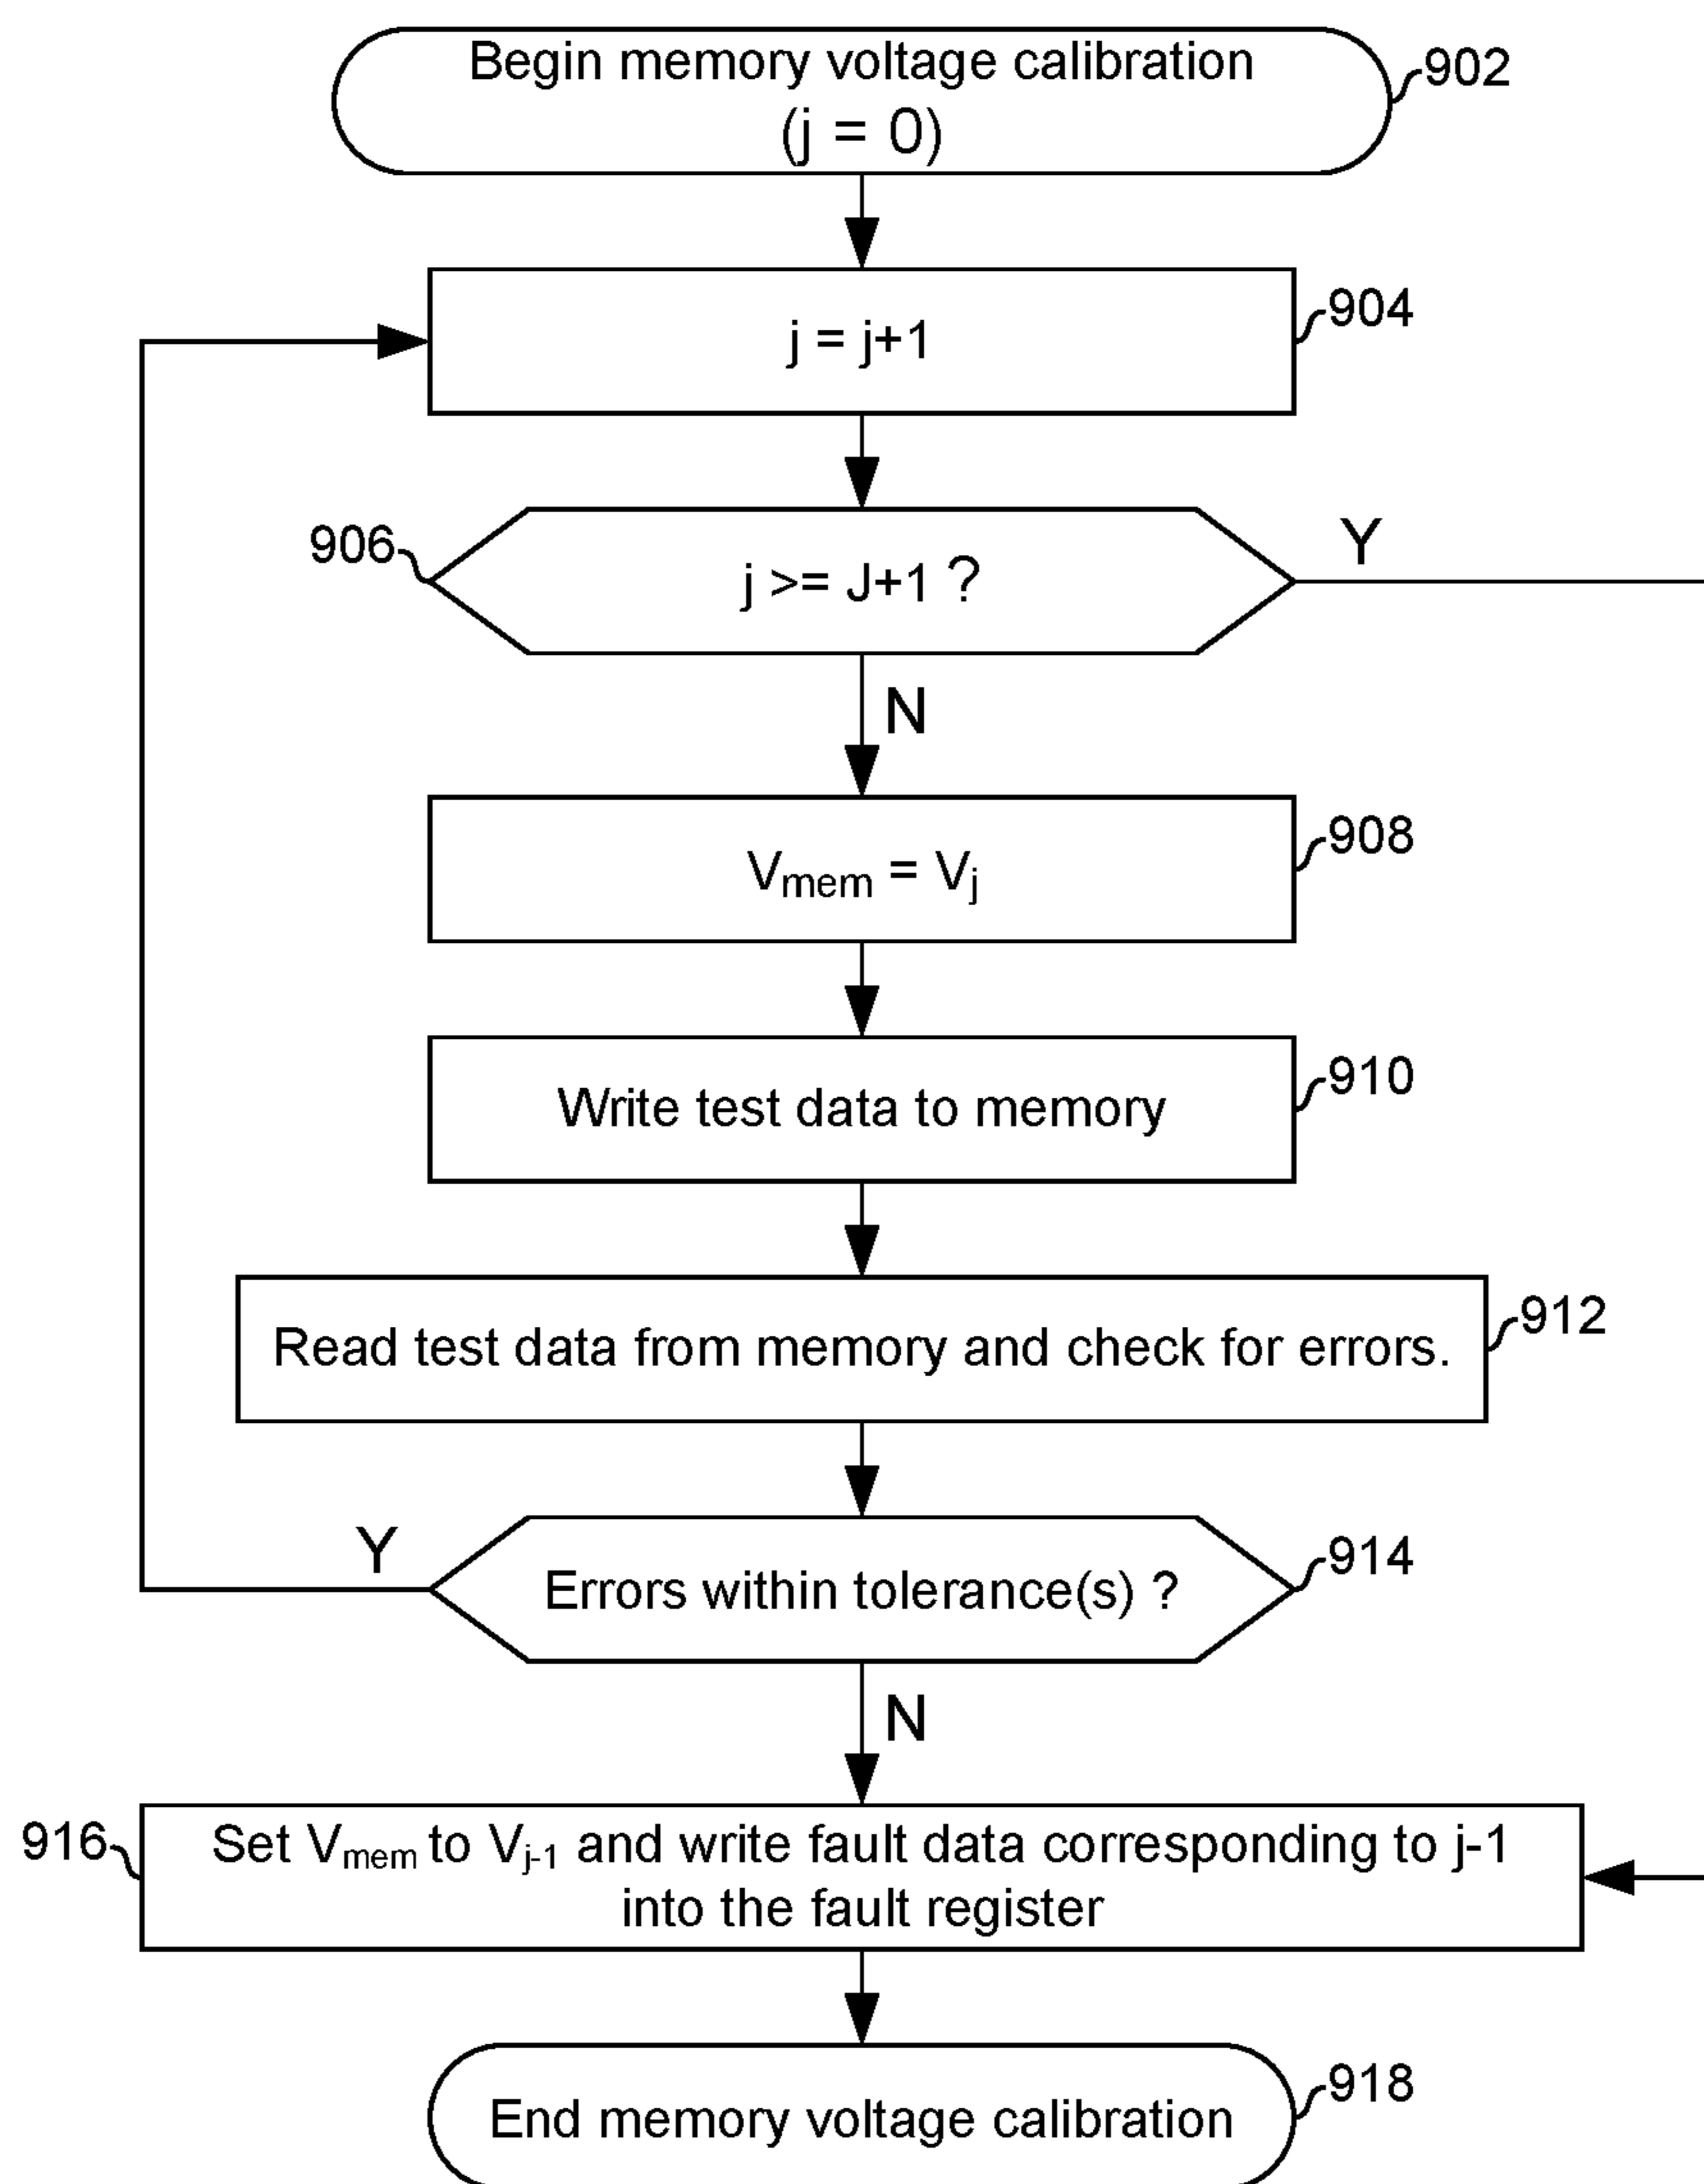 Begin memory voltage calibration
(j = 0)
902
j = j+1
904
906
j >= J+1 ?
Y
N
Vmem = Vj
908
Write test data to memory
910
Read test data from memory and check for errors.
912
Y
Errors within tolerance(s) ?
914
N
916
Set Vmem to Vj-1 and write fault data corresponding to j-1
into the fault register
End memory voltage calibration
918